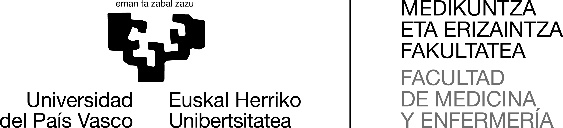 eman ta zabal zazu
Universidad
del País Vasco
Euskal Herriko
Unibertsitatea
MEDIKUNTZA
ETA ERIZAINTZA
FAKULTATEA
FACULTAD
DE MEDICINA
Y ENFERMERÍA